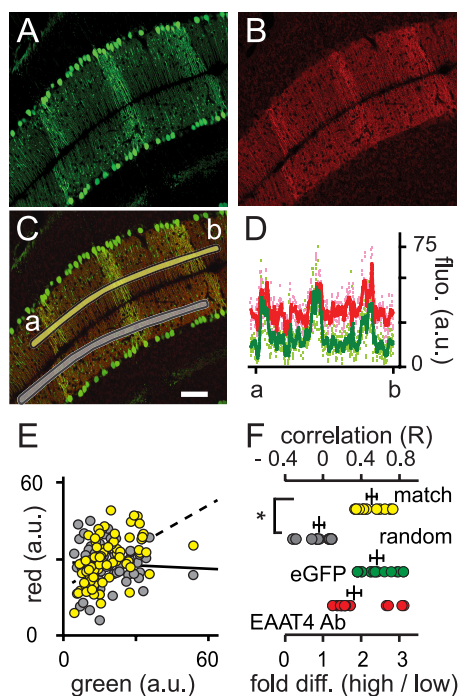 A
B
C
b
a
D
75
0
fluo. (a.u.)
a b
E
60
0
red (a.u.)
0 60
green (a.u.)
F
correlation (R)
- 0.4 0 0.4 0.8
match
*
random
eGFP
EAAT4 Ab
0 1 2 3
fold diff. (high / low)